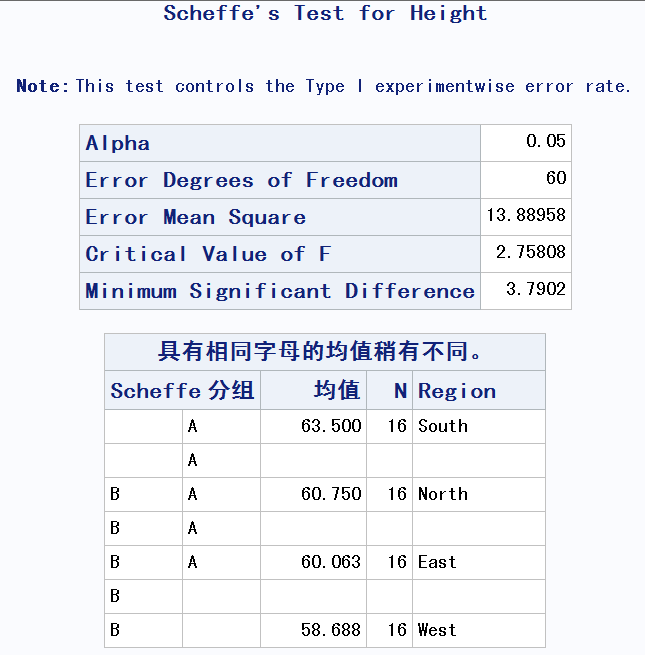 Scheffe's Test for Height
Note: This test controls the Type I experimentwise error rate.
Alpha 0.05
Error Degrees of Freedom 60
Error Mean Square 13.88958
Critical Value of F 2.75808
Minimum Significant Difference 3.7902
具有相同字母的均值稍有不同。
Scheffe 分组 均值 N Region
A 63.500 16 South
A
B A 60.750 16 North
B A
B A 60.063 16 East
B
B 58.688 16 West